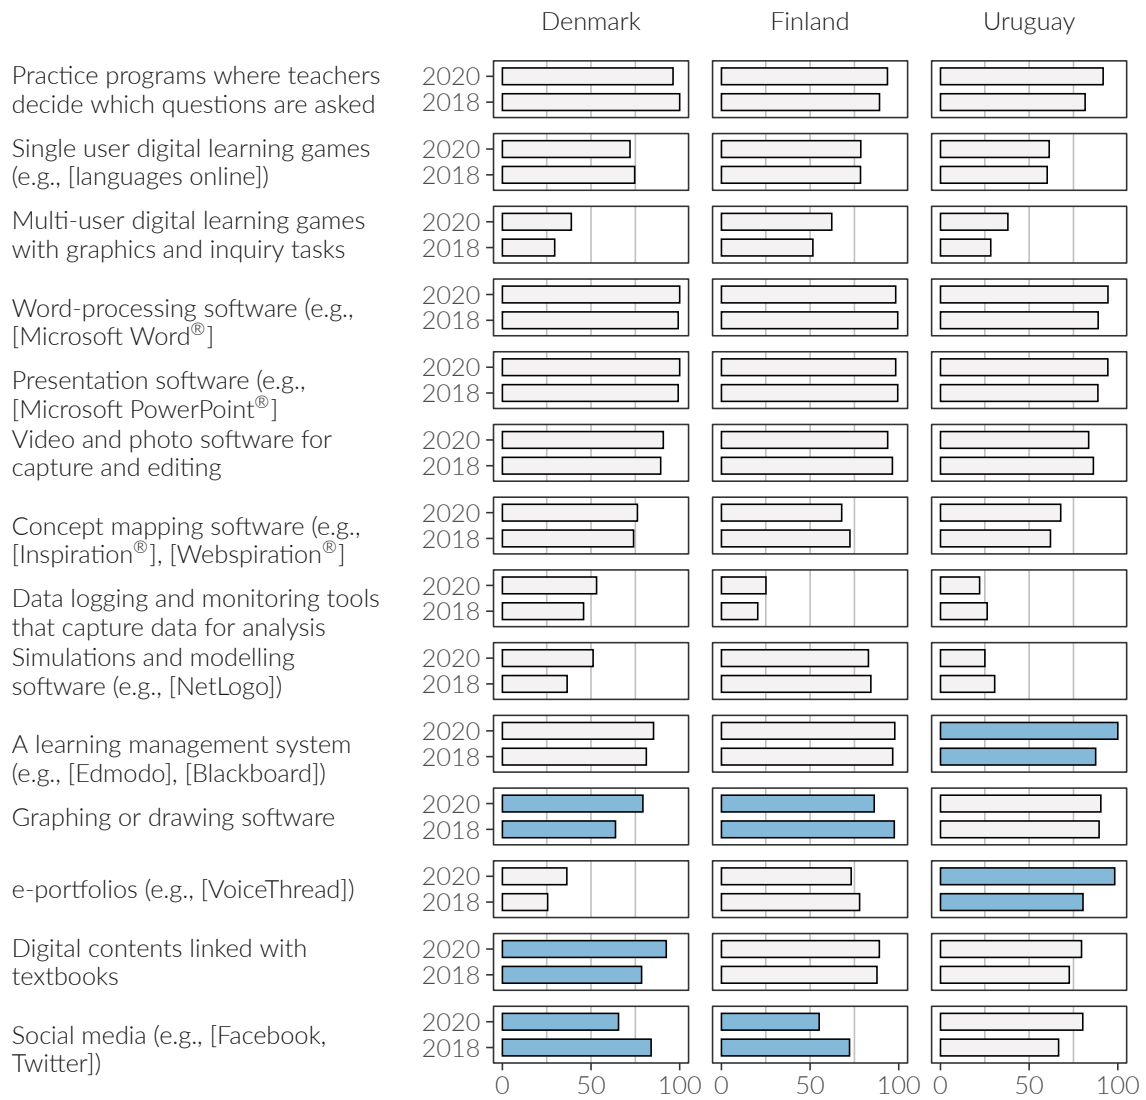 Denmark Finland Uruguay
Practice programs where teachers 2020
decide which questions are asked 2018
Single user digital learning games 2020
(e.g., [languages online]) 2018
Multi-user digital learning games 2020
with graphics and inquiry tasks 2018
Word-processing software (e.g., 2020
[Microsoft Word®] 2018
Presentation software (e.g., 2020
[Microsoft PowerPoint®] 2018
Video and photo software for 2020
capture and editing 2018
Concept mapping software (e.g., 2020
[Inspiration®], [Webspiration®] 2018
Data logging and monitoring tools 2020
that capture data for analysis 2018
Simulations and modelling 2020
software (e.g., [NetLogo]) 2018
A learning management system 2020
(e.g., [Edmodo], [Blackboard]) 2018
Graphing or drawing software 2020
2018
e-portfolios (e.g., [VoiceThread]) 2020
2018
Digital contents linked with 2020
textbooks 2018
Social media (e.g., [Facebook, 2020
Twitter]) 2018
0 50 100 0 50 100 0 50 100